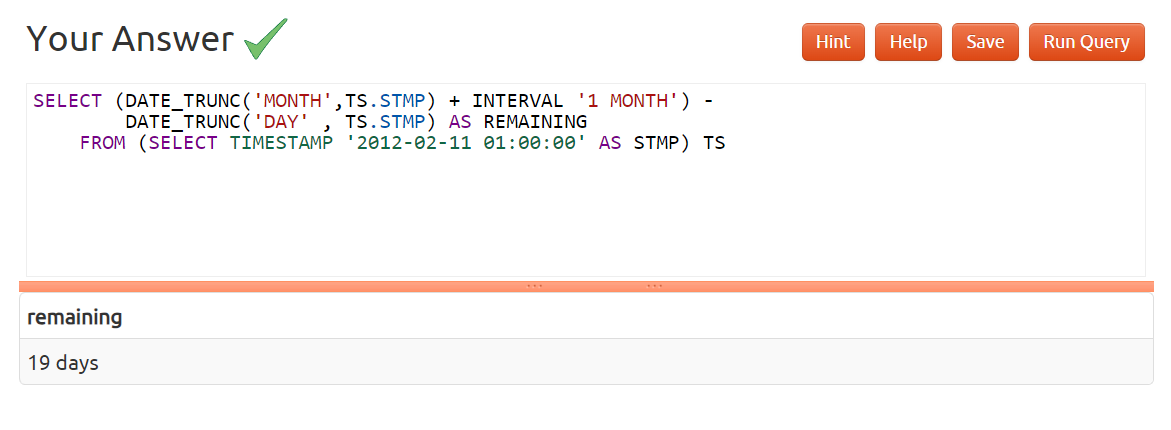 Your Answer
Hint Help Save Run Query
SELECT (DATE_TRUNC('MONTH',TS.STMP) + INTERVAL '1 MONTH') -
DATE_TRUNC('DAY' , TS.STMP) AS REMAINING
FROM (SELECT TIMESTAMP '2012-02-11 01:00:00' AS STMP) TS
remaining
19 days